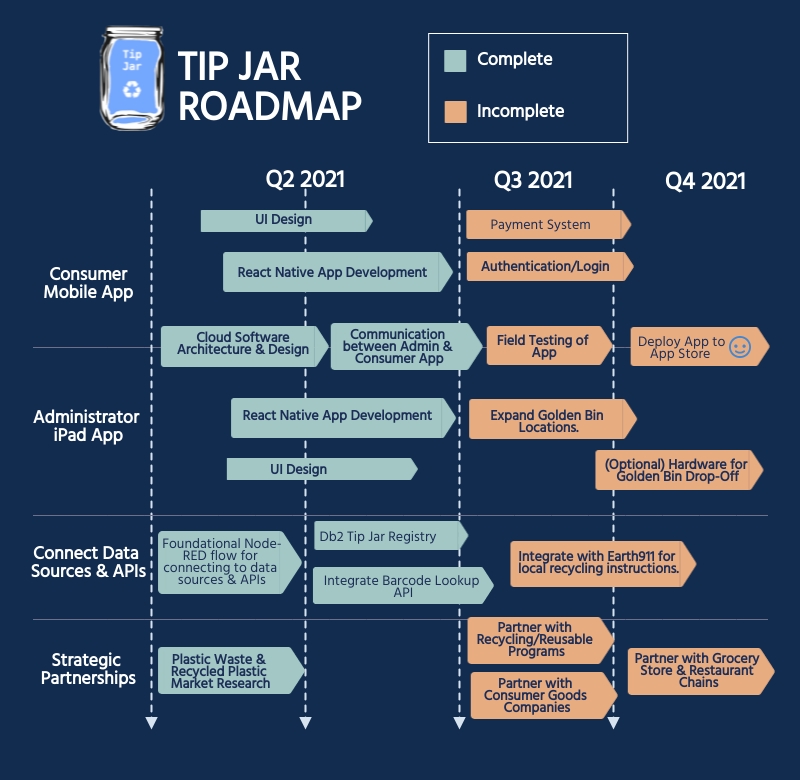 Tip
Jar
TIP JAR
ROADMAP
Complete
Incomplete
Q2 2021
Q3 2021
Q4 2021
Consumer
Mobile App
UI Design
React Native App Development
Payment System
Authentication/Login
Cloud Software
Architecture & Design
Communication
between Admin &
Consumer App
Field Testing of
App
Deploy App to
App Store
Administrator
iPad App
React Native App Development
UI Design
Expand Golden Bin
Locations.
(Optional) Hardware for
Golden Bin Drop-Off
Connect Data
Sources & APIs
Foundational Node-
RED flow for
connecting to data
sources & APIs
Db2 Tip Jar Registry
Integrate Barcode Lookup
API
Integrate with Earth911 for
local recycling instructions.
Strategic
Partnerships
Plastic Waste &
Recycled Plastic
Market Research
Partner with
Recycling/Reusable
Programs
Partner with
Consumer Goods
Companies
Partner with Grocery
Store & Restaurant
Chains